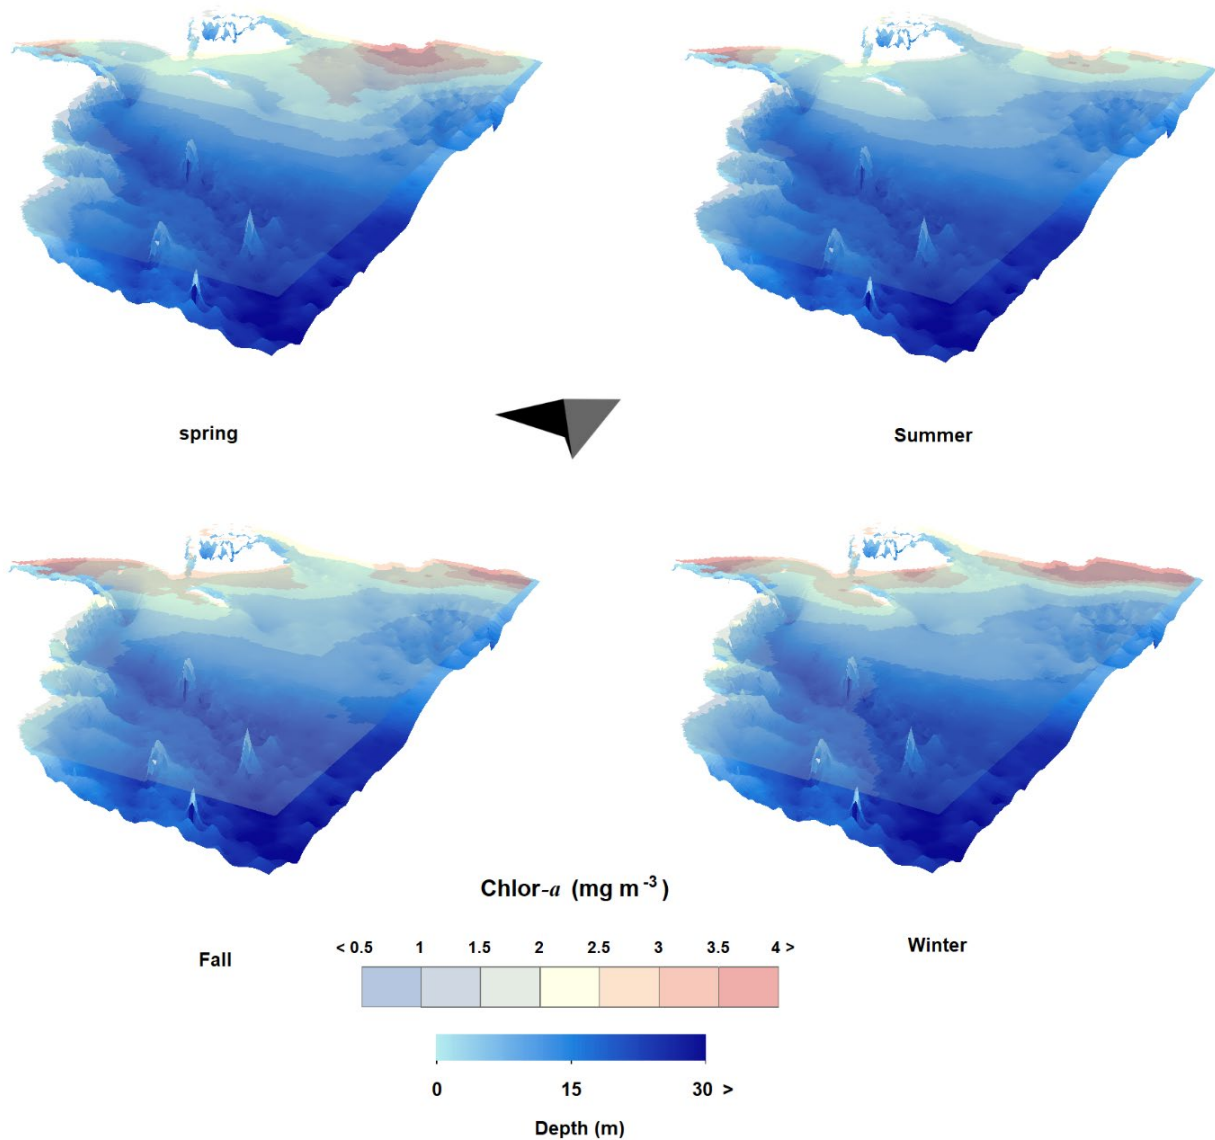 spring
Summer
Fall
Winter
Chlor-a (mg m-3)
< 0.5 1 1.5 2 2.5 3 3.5 4 >
0 15 30 >
Depth (m)